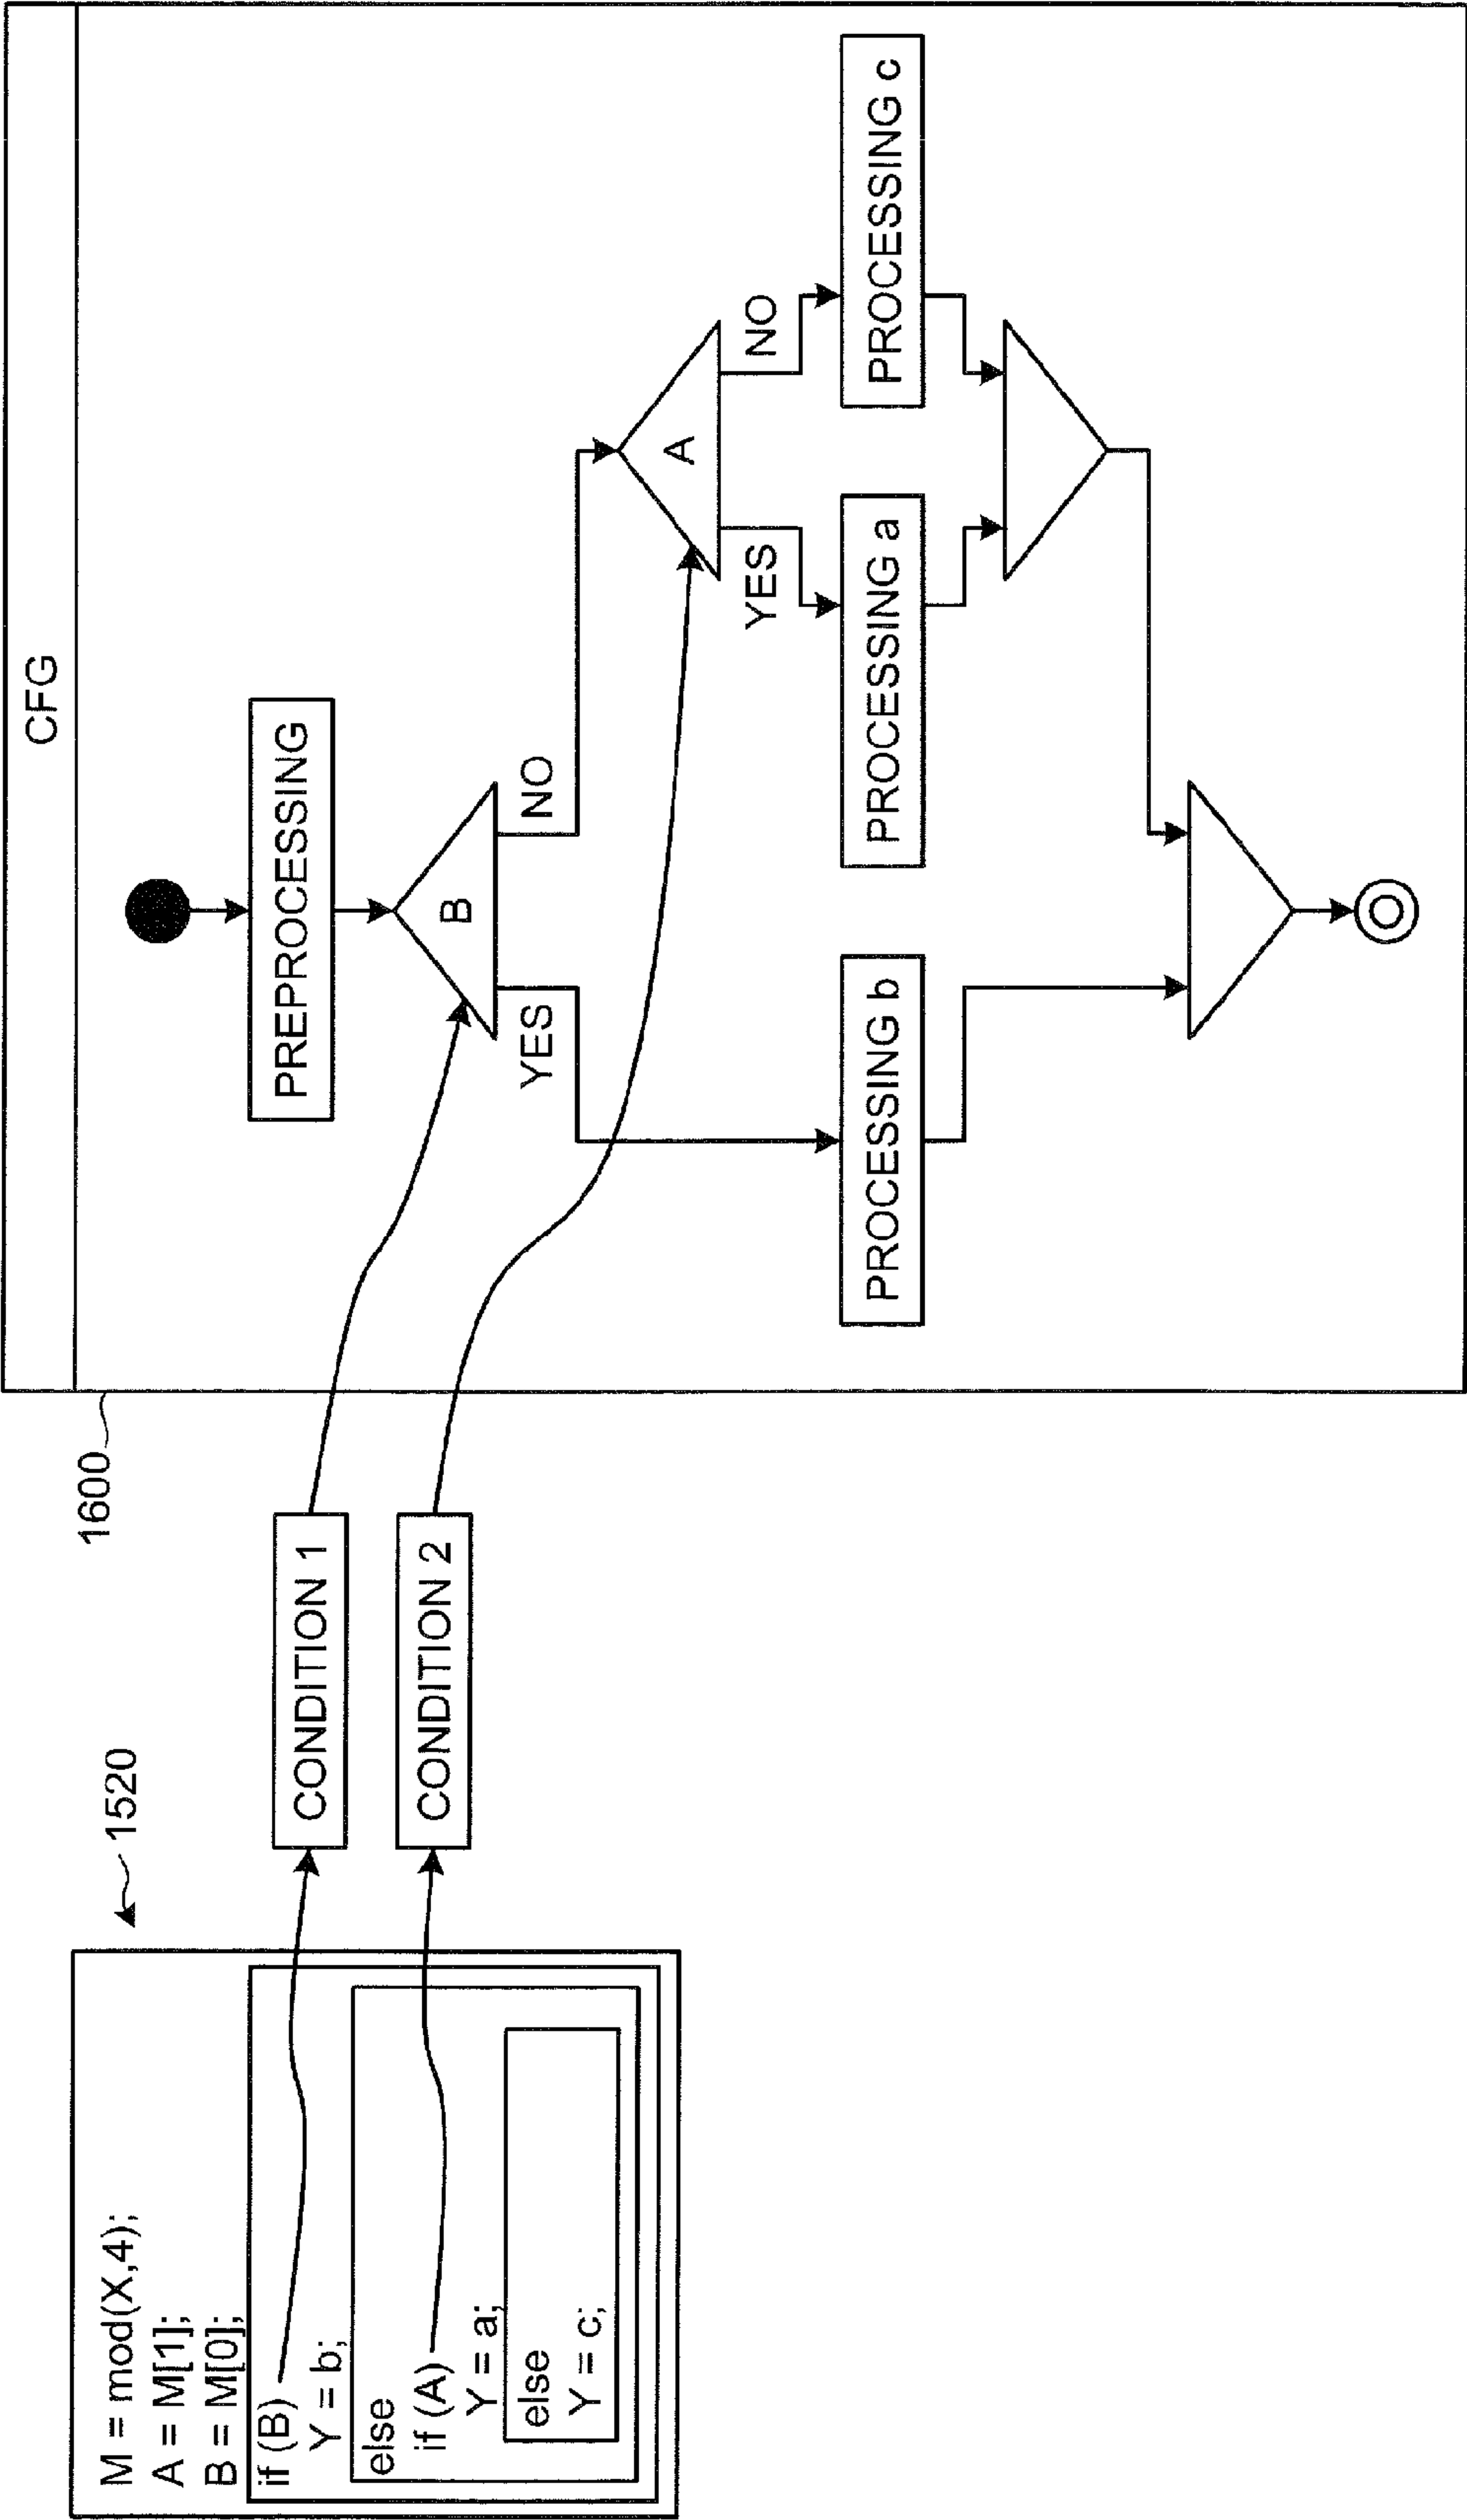 1520
M = mod(X,4);
A = M[1];
B = M[0];
if (B)
Y = b;
else
if (A)
Y = a;
else
Y = c;
CONDITION 1
CONDITION 2
1600
CFG
PREPROCESSING
B
YES
NO
A
YES
NO
PROCESSING b
PROCESSING a
PROCESSING c